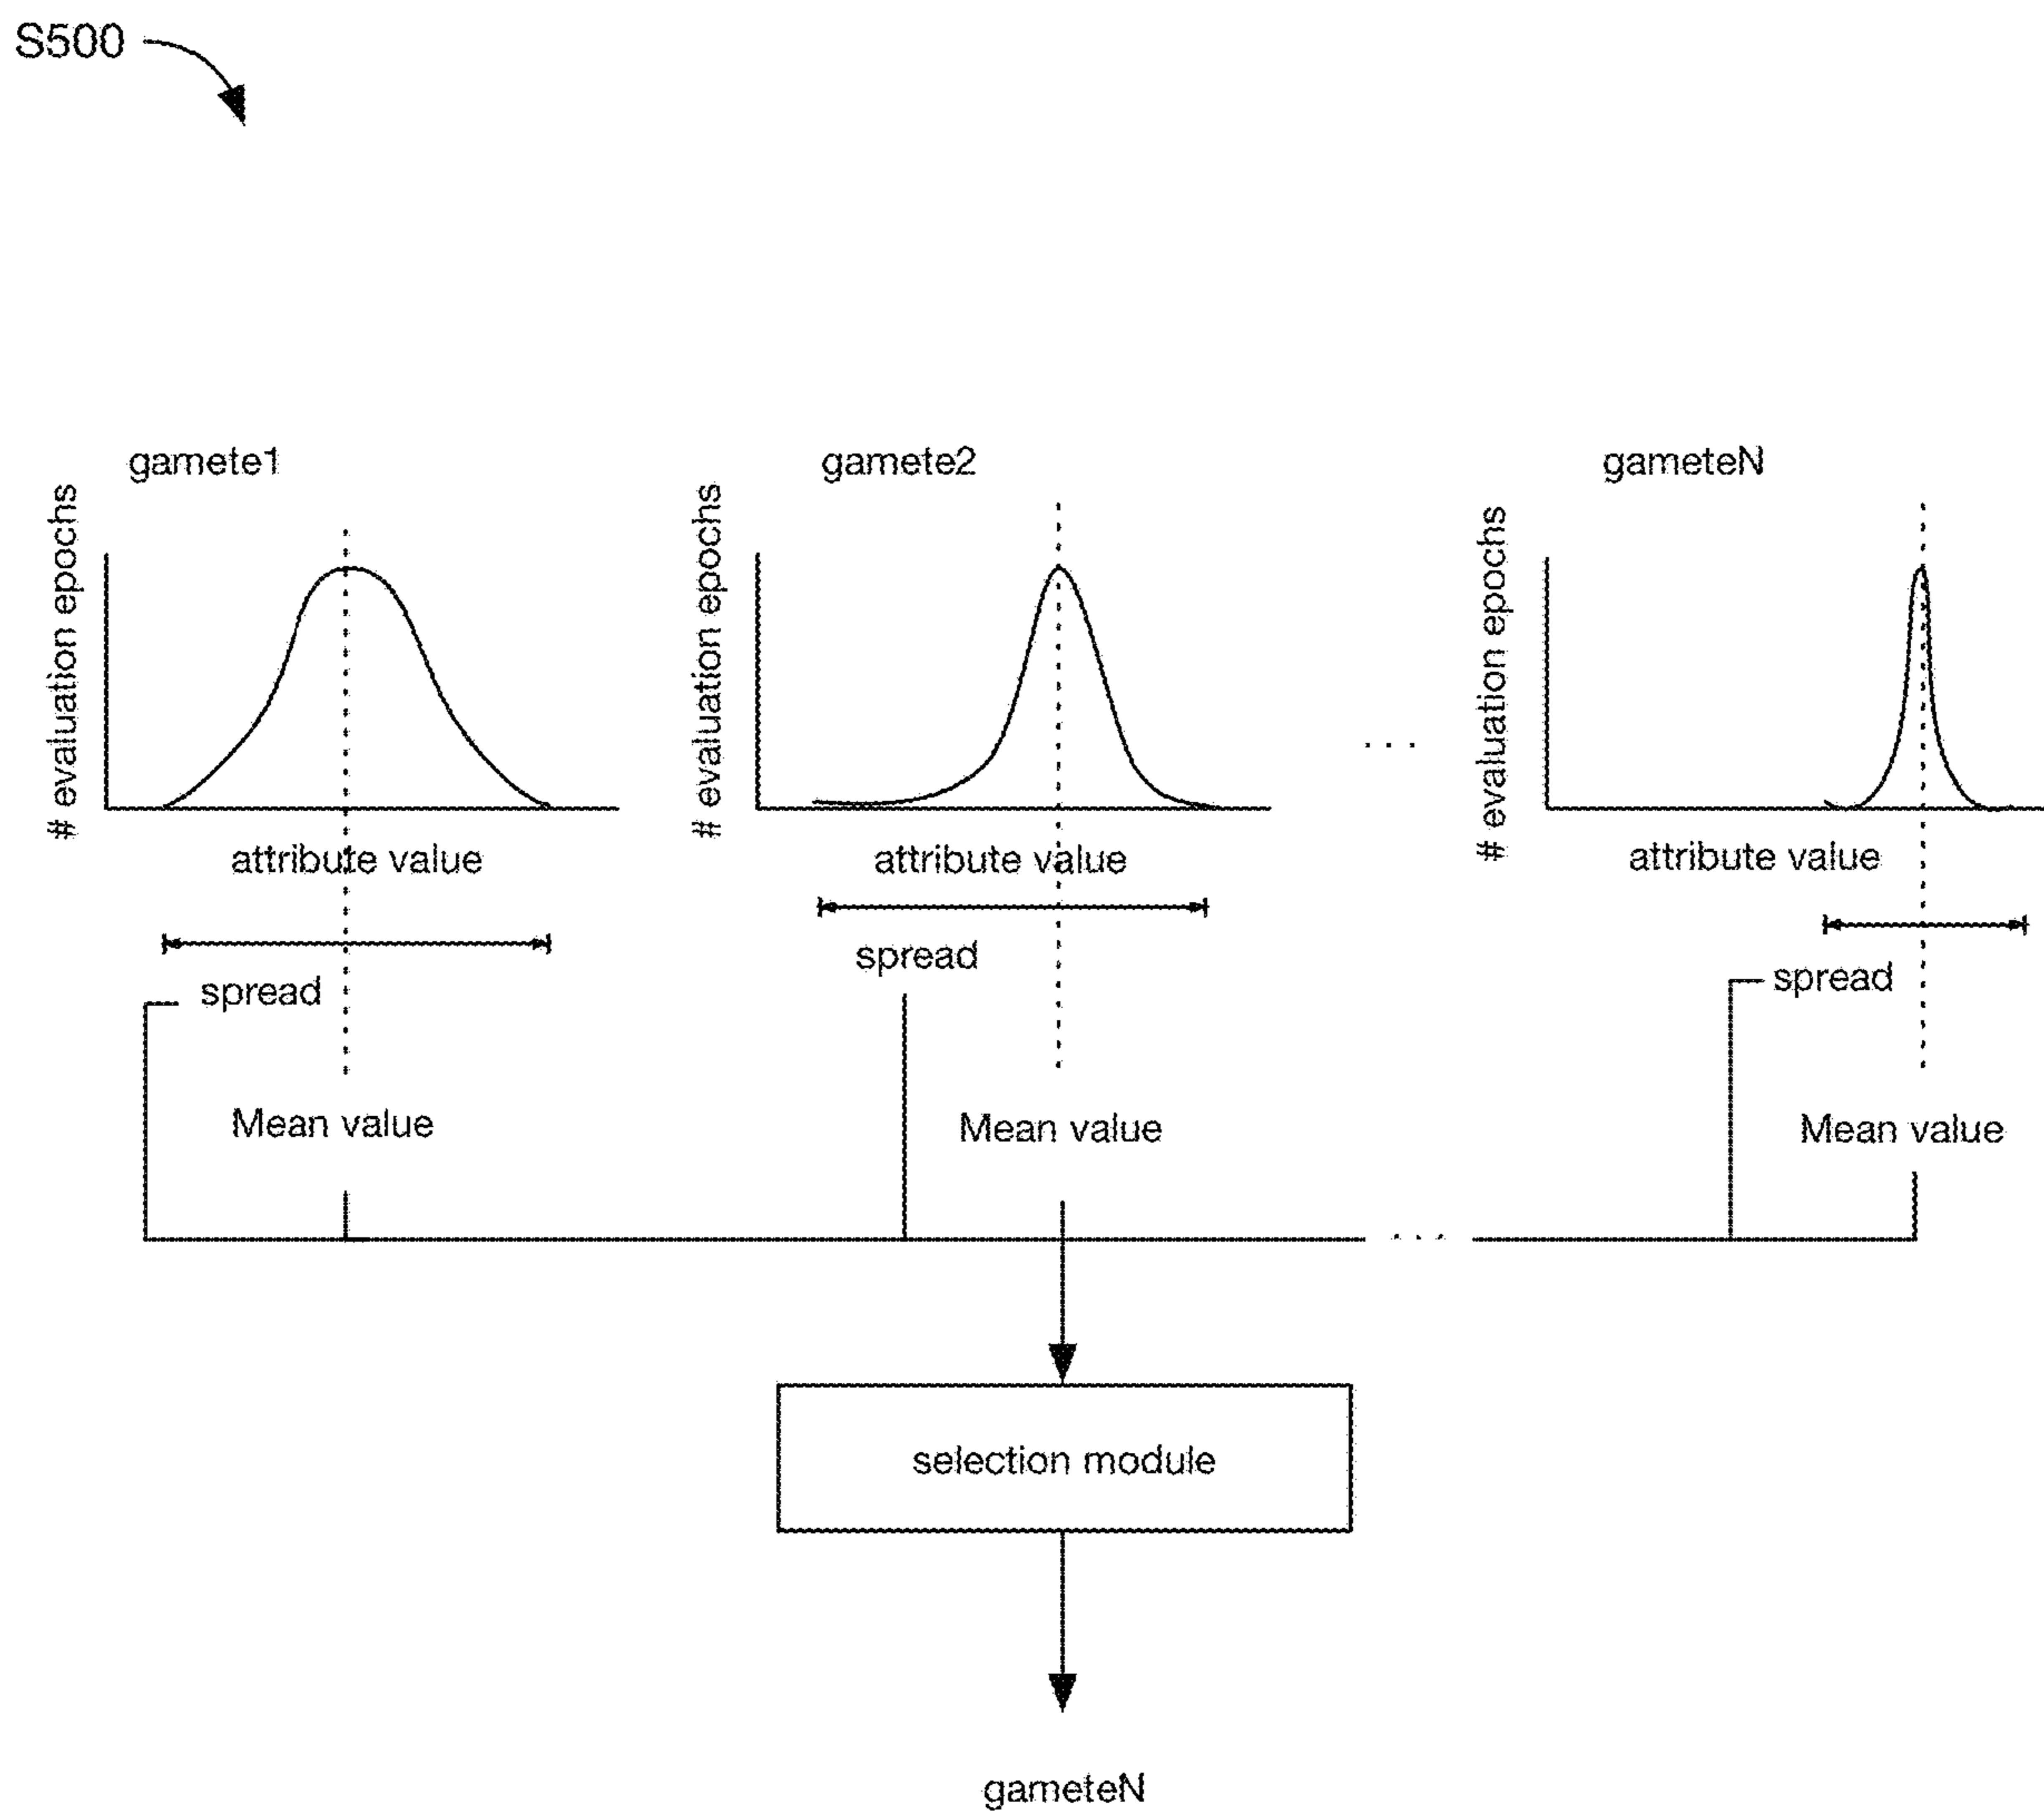 S500
gamete1
gamete2
gameteN
# evaluation epochs
# evaluation epochs
# evaluation epochs
...
attribute value
attribute value
attribute value
spread
spread
spread
Mean value
Mean value
Mean value
...
selection module
gameteN